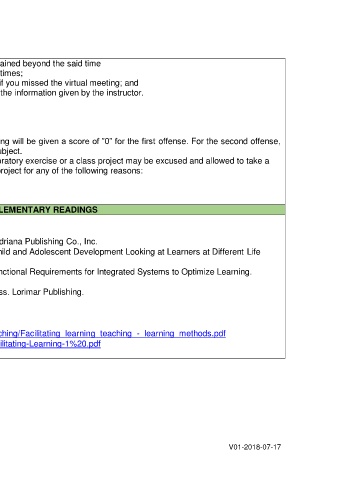 ained beyond the said time
times;
if you missed the virtual meeting; and
the information given by the instructor.
ng will be given a score of "0" for the first offense. For the second offense,
bject.
ratory exercise or a class project may be excused and allowed to take a
project for any of the following reasons:
LEMENTARY READINGS
driana Publishing Co., Inc.
hild and Adolescent Development Looking at Learners at Different Life
nctional Requirements for Integrated Systems to Optimize Learning.
ss. Lorimar Publishing.
ching/Facilitating_learning_teaching_-_learning_methods.pdf
ilitating-Learning-1%20.pdf
V01-2018-07-17